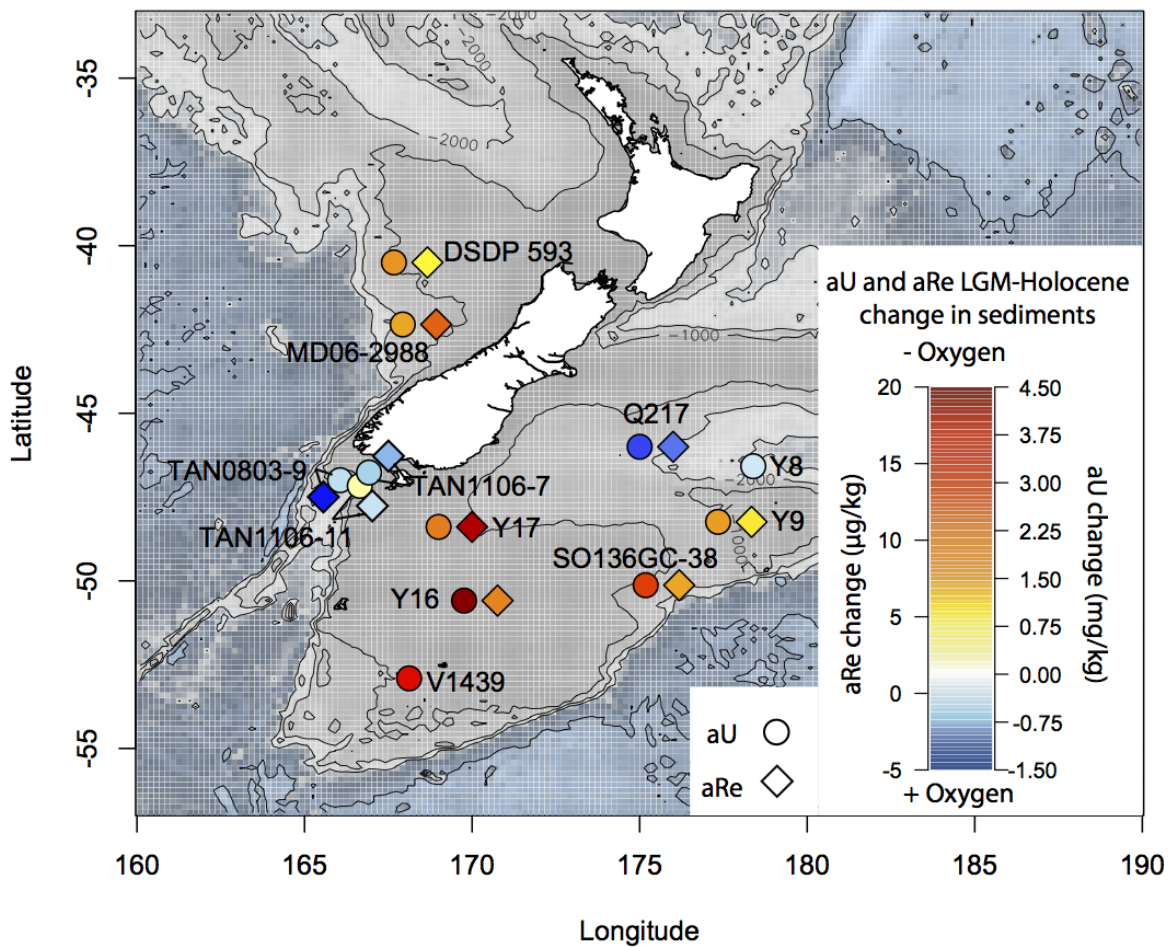 -2000
-2000
-2000
-35
-2000
-40
DSDP 593
aU and aRe LGM-Holocene
change in sediments
- Oxygen
MD06-2988
-1000
20
4.50
Latitude
-45
Q217
15
3.75
3.00
TAN0803-9
Y8
10
2.25
TAN1106-7
-2000
TAN1106-11
Y17
Y9
aRe change (µg/kg)
aU change (mg/kg)
SO136GC-38
5
1.50
-50
Y16
0.75
0
0.00
V1439
-0.75
aU
-5
-1.50
-55
aRe
+ Oxygen
160
165
170
175
180
185
190
Longitude